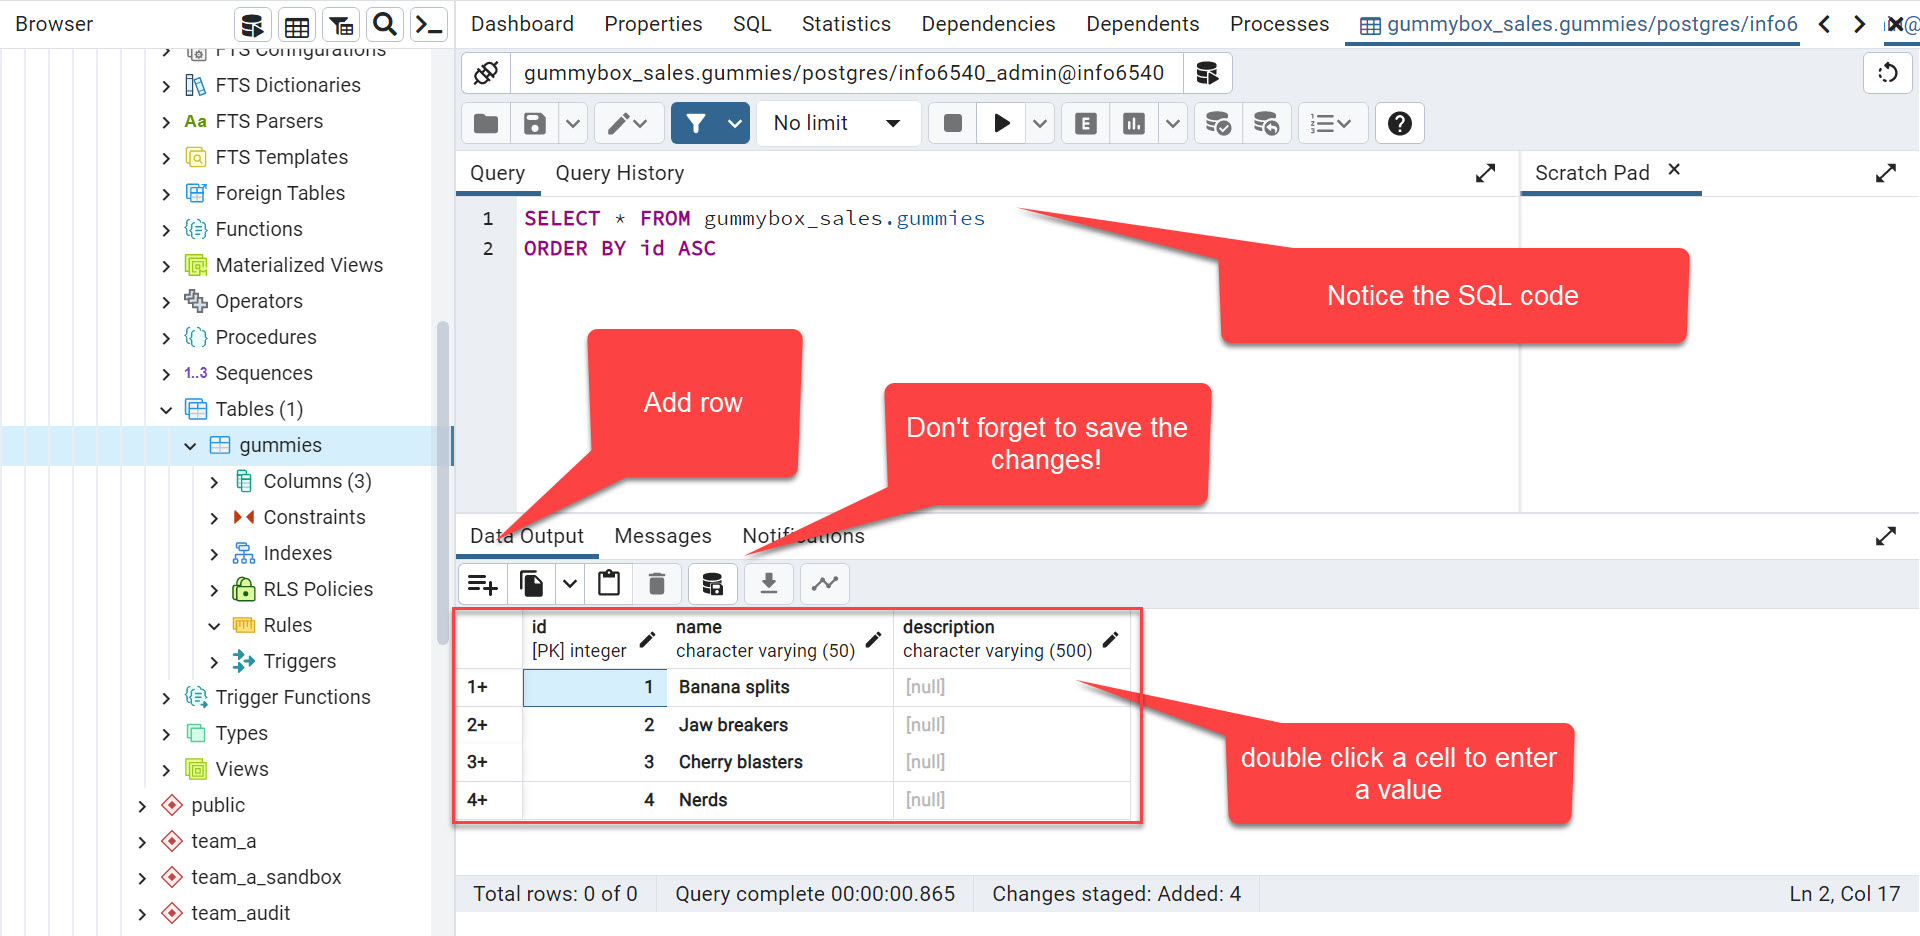 Browser
Dashboard
Properties
SQL
Statistics
Dependencies
Dependents
Processes
gummybox_sales.gummies/postgres/info6
FTS Configurations
FTS Dictionaries
Aa FTS Parsers
FTS Templates
Foreign Tables
Functions
Materialized Views
Operators
Procedures
1..3 Sequences
Tables (1)
gummies
Columns (3)
Constraints
Indexes
RLS Policies
Rules
Triggers
Trigger Functions
Types
Views
public
team_a
team_a_sandbox
team_audit
gummybox_sales.gummies/postgres/info6540_admin@info6540
No limit
E
Query
Query History
Scratch Pad
1 SELECT * FROM gummybox_sales.gummies
2 ORDER BY id ASC
Notice the SQL code
Add row
Don't forget to save the
changes!
Data Output
Messages
Notifications
id
[PK] integer
name
character varying (50)
description
character varying (500)
1+ 1 Banana splits [null]
2+ 2 Jaw breakers [null]
3+ 3 Cherry blasters [null]
4+ 4 Nerds [null]
double click a cell to enter
a value
Total rows: 0 of 0
Query complete 00:00:00.865
Changes staged: Added: 4
Ln 2, Col 17